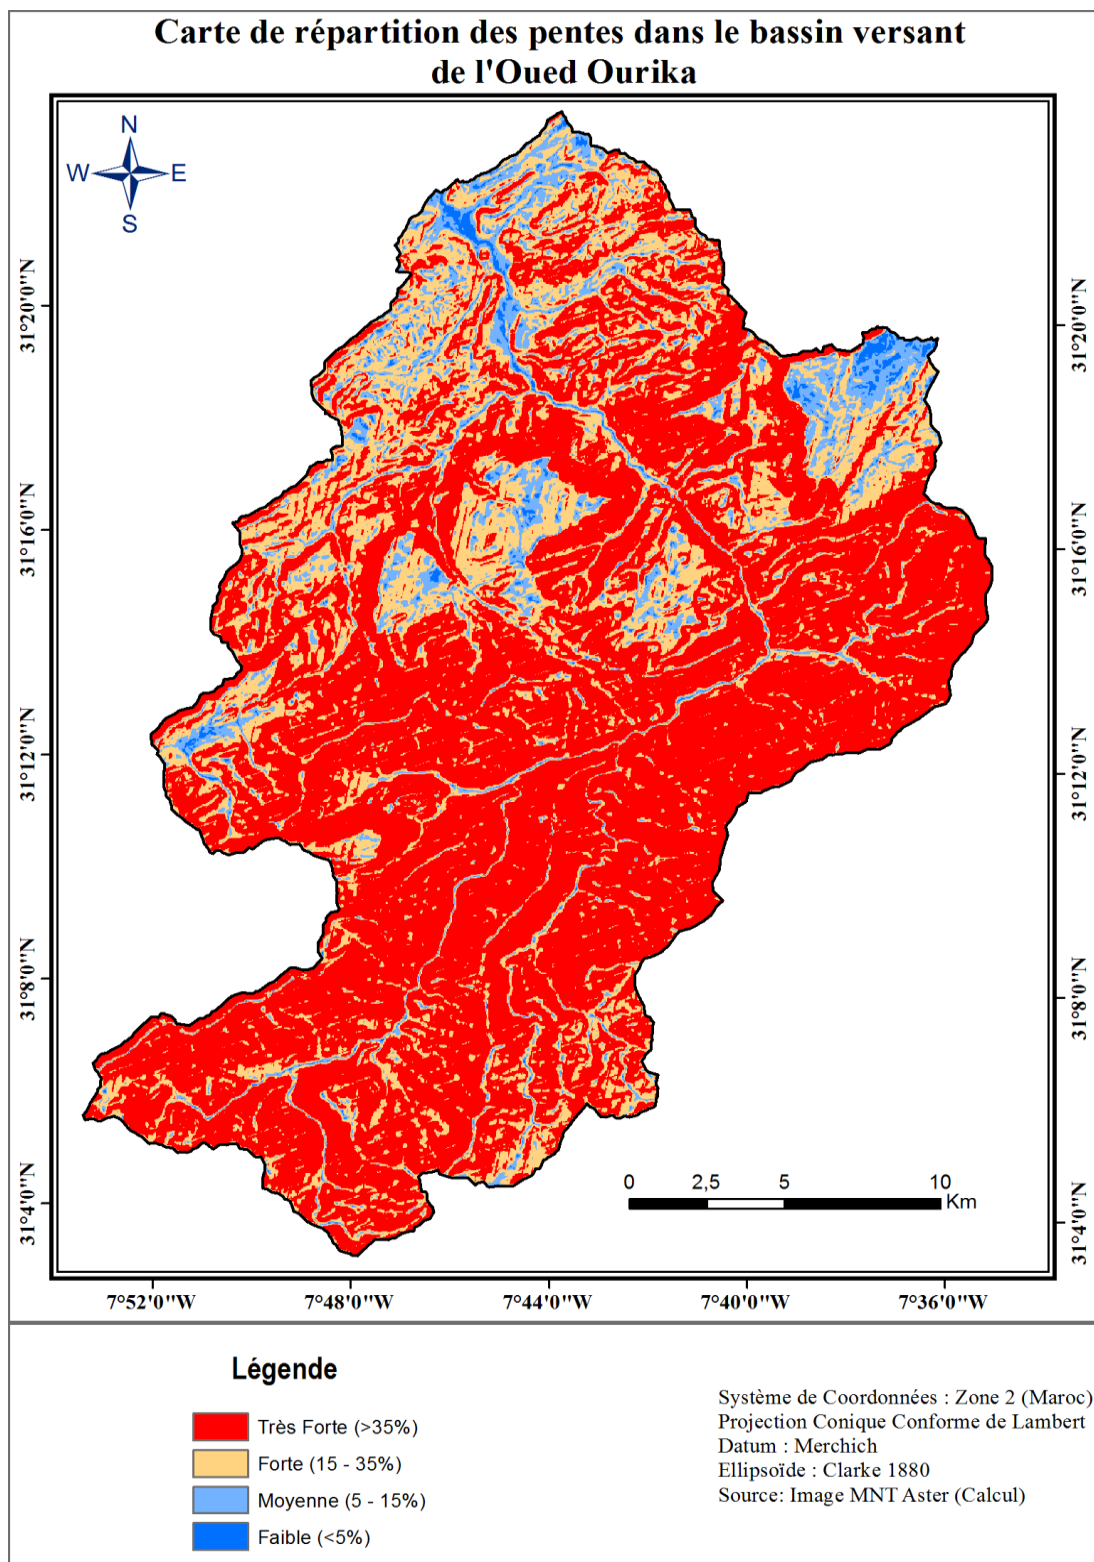 Carte de répartition des pentes dans le bassin versant
de l'Oued Ourika
N
W
E
S
31°20'0"N
31°16'0"N
31°12'0"N
31°8'0"N
31°4'0"N
31°20'0"N
31°16'0"N
31°12'0"N
31°8'0"N
31°4'0"N
0 2,5 5 10
Km
7°52'0"W 7°48'0"W 7°44'0"W 7°40'0"W 7°36'0"W
Légende
Très Forte (>35%)
Forte (15 - 35%)
Moyenne (5 - 15%)
Faible (<5%)
Système de Coordonnées : Zone 2 (Maroc)
Projection Conique Conforme de Lambert
Datum : Merchich
Ellipsoïde : Clarke 1880
Source: Image MNT Aster (Calcul)